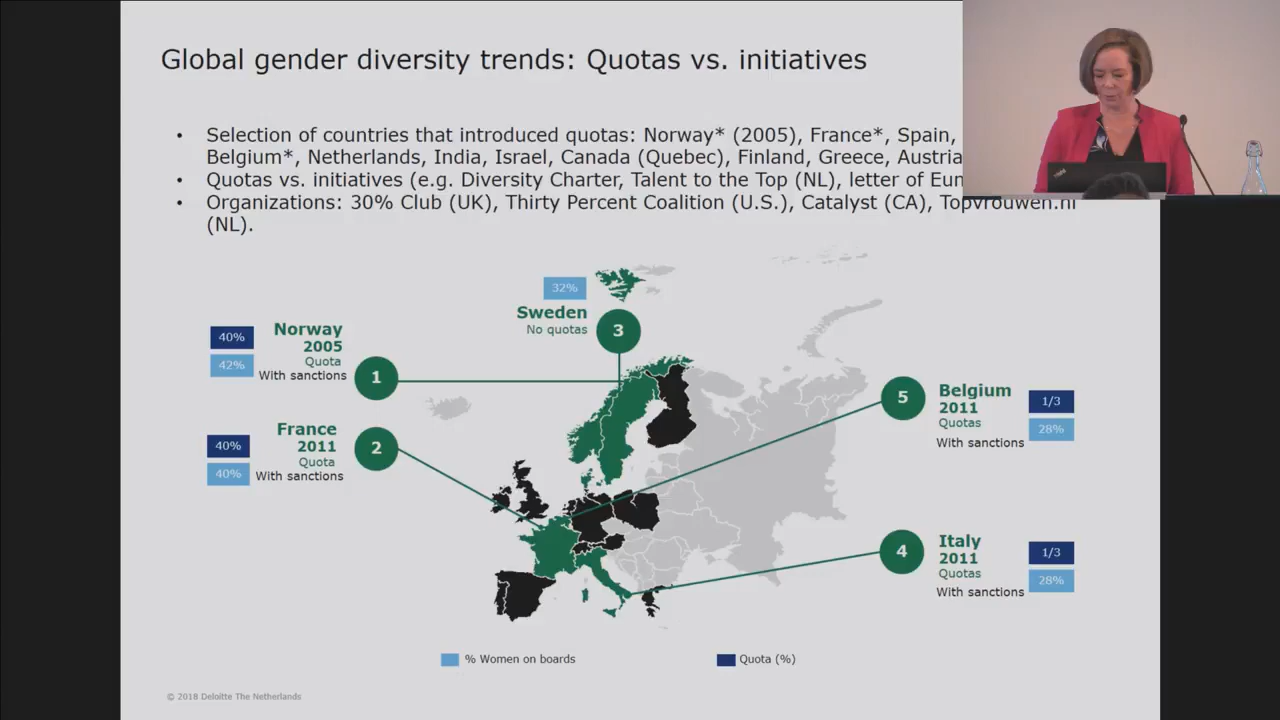 Global gender diversity trends: Quotas vs. initiatives
• Selection of countries that introduced quotas: Norway* (2005), France*, Spain,
Belgium*, Netherlands, India, Israel, Canada (Quebec), Finland, Greece, Austria
• Quotas vs. initiatives (e.g. Diversity Charter, Talent to the Top (NL), letter of
• Organizations: 30% Club (UK), Thirty Percent Coalition (U.S.), Catalyst (CA), Topvrouwen.nl
(NL).
32%
Sweden
No quotas
3
40%
42%
Norway
2005
Quota
With sanctions
1
40%
40%
France
2011
Quota
With sanctions
2
5
Belgium
2011
Quotas
With sanctions
1/3
28%
4
Italy
2011
Quotas
With sanctions
1/3
28%
% Women on boards
Quota (%)
© 2018 Deloitte The Netherlands